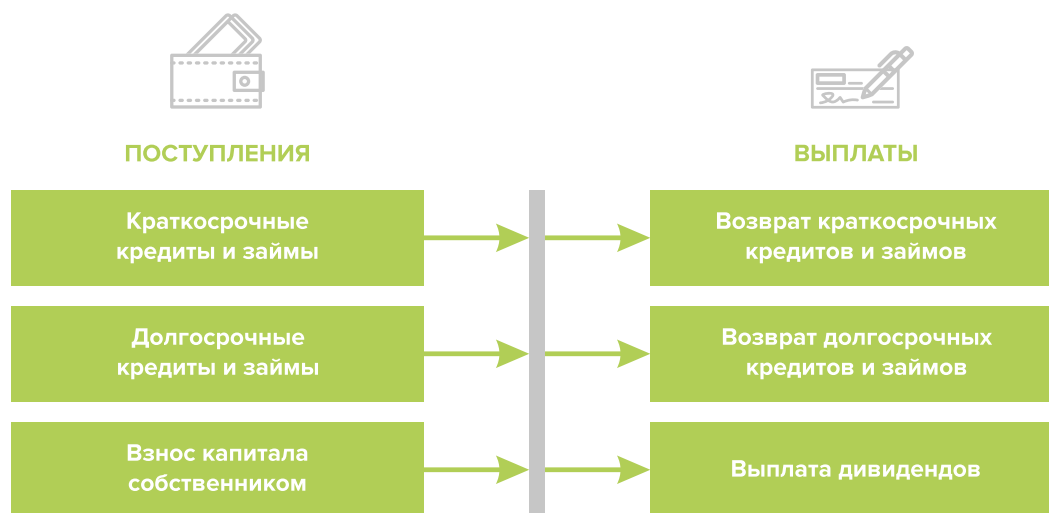 ПОСТУПЛЕНИЯ
ВЫПЛАТЫ
Краткосрочные
кредиты и займы
Возврат краткосрочных
кредитов и займов
Долгосрочные
кредиты и займы
Возврат долгосрочных
кредитов и займов
Взнос капитала
собственником
Выплата дивидендов